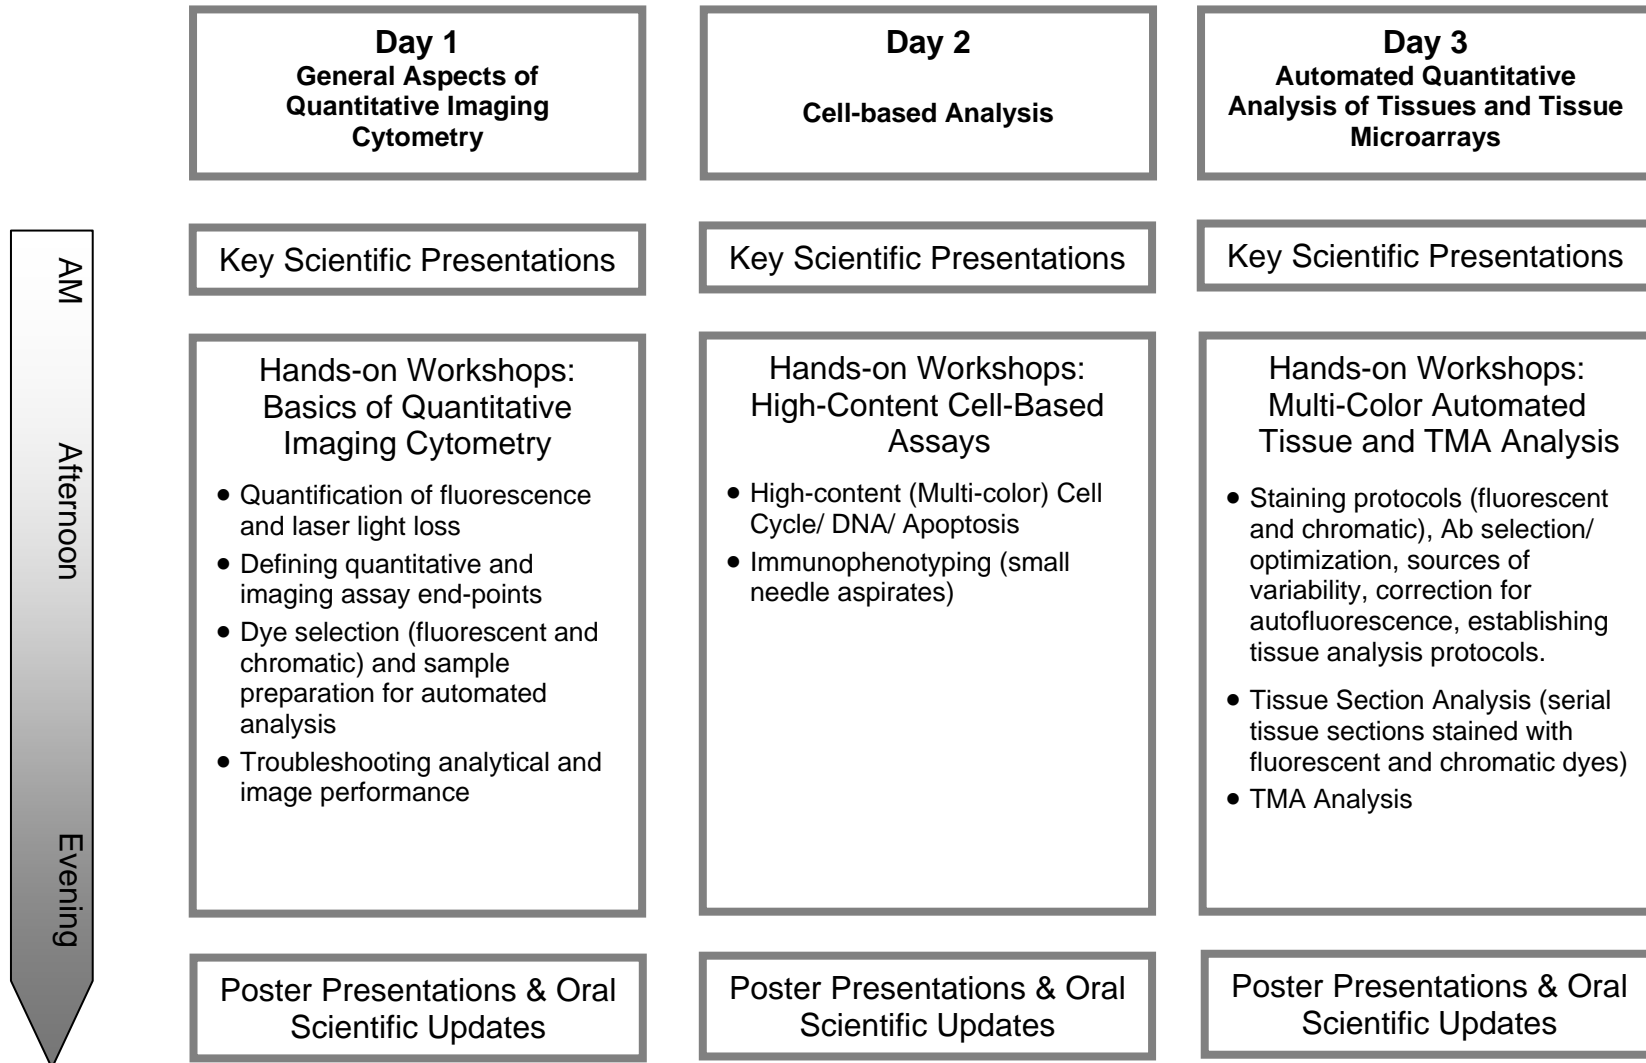 Day 1
General Aspects of
Quantitative Imaging
Cytometry
Day 2
Cell-based Analysis
Day 3
Automated Quantitative
Analysis of Tissues and Tissue
Microarrays
AM
Afternoon
Evening
Key Scientific Presentations
Key Scientific Presentations
Key Scientific Presentations
Hands-on Workshops:
Basics of Quantitative
Imaging Cytometry
• Quantification of fluorescence
and laser light loss
• Defining quantitative and
imaging assay end-points
• Dye selection (fluorescent and
chromatic) and sample
preparation for automated
analysis
• Troubleshooting analytical and
image performance
Hands-on Workshops:
High-Content Cell-Based
Assays
• High-content (Multi-color) Cell
Cycle/ DNA/ Apoptosis
• Immunophenotyping (small
needle aspirates)
Hands-on Workshops:
Multi-Color Automated
Tissue and TMA Analysis
• Staining protocols (fluorescent
and chromatic), Ab selection/
optimization, sources of
variability, correction for
autofluorescence, establishing
tissue analysis protocols.
• Tissue Section Analysis (serial
tissue sections stained with
fluorescent and chromatic dyes)
• TMA Analysis
Poster Presentations & Oral
Scientific Updates
Poster Presentations & Oral
Scientific Updates
Poster Presentations & Oral
Scientific Updates